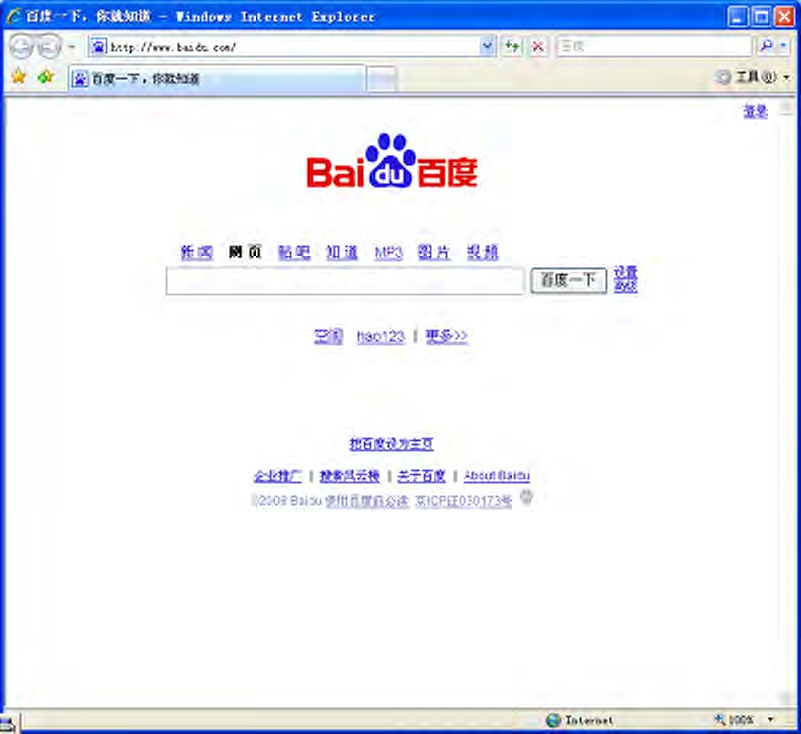 百度一下，你就知道 - Windows Internet Explorer
http://www.baidu.com/
百度
百度一下，你就知道
工具(O)
登录
Bai du 百度
新闻 网页 贴吧 知道 MP3 图片 视频
百度一下
设置
高级
空间 hao123 | 更多>>
把百度设为主页
企业推广 | 搜索风云榜 | 关于百度 | About Baidu
©2009 Baidu 使用百度前必读 京ICP证030173号
Internet
100%